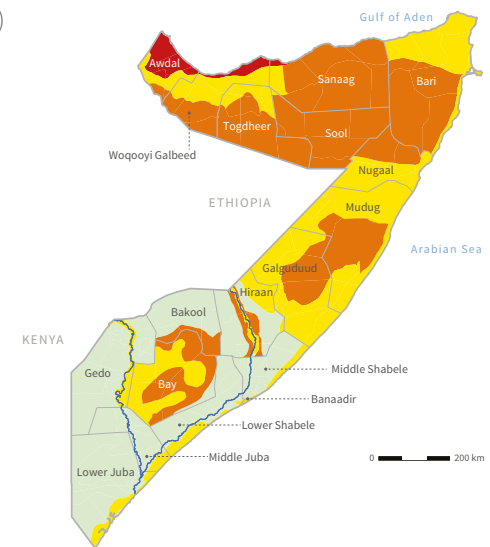 Gulf of Aden
Awdal
Sanaag
Bari
Togdheer
Sool
Woqooyi Galbeed
Nugaal
ETHIOPIA
Mudug
Arabian Sea
Galguduud
Hiraan
Bakool
KENYA
Gedo
Middle Shabele
Bay
Banaadir
Lower Shabele
Middle Juba
0 200 km
Lower Juba